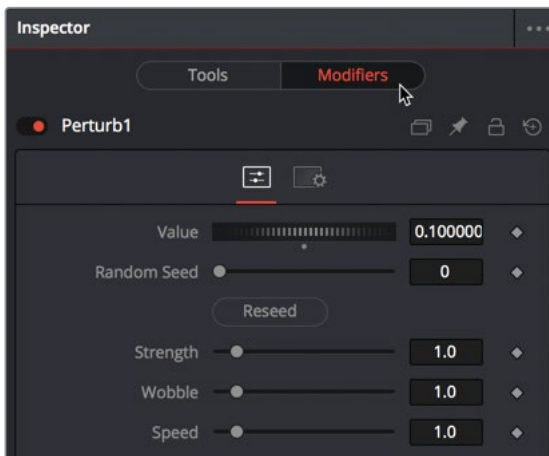 Inspector
Tools Modifiers
Perturb1
Value 0.100000
Random Seed 0
Reseed
Strength 1.0
Wobble 1.0
Speed 1.0